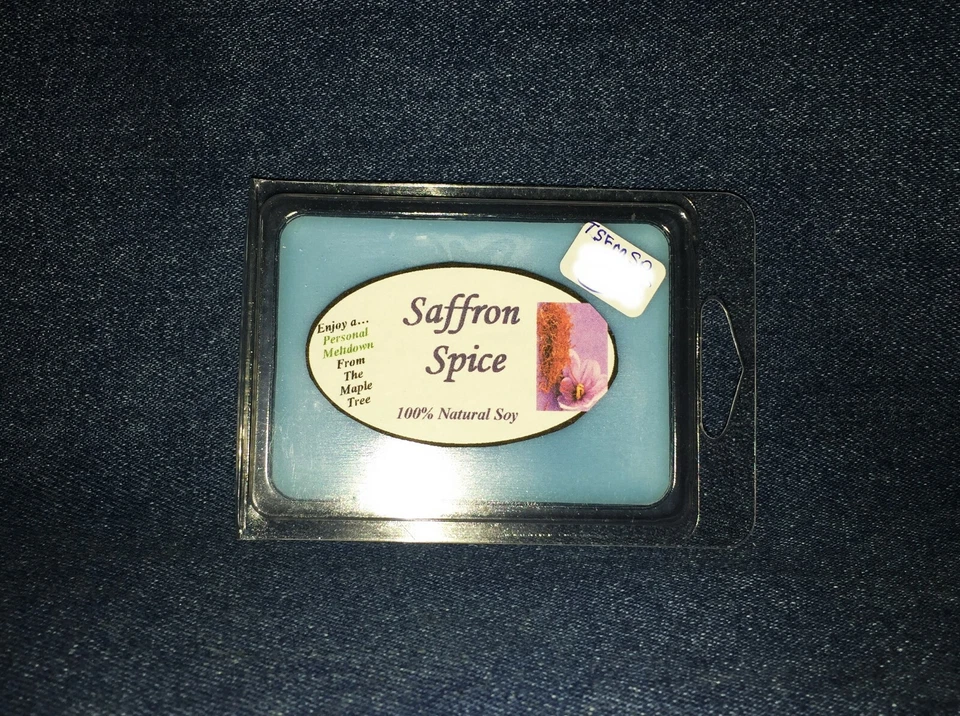 Enjoy a...
Personal
Meltdown
From
The
Maple
Tree
Saffron
Spice
100% Natural Soy